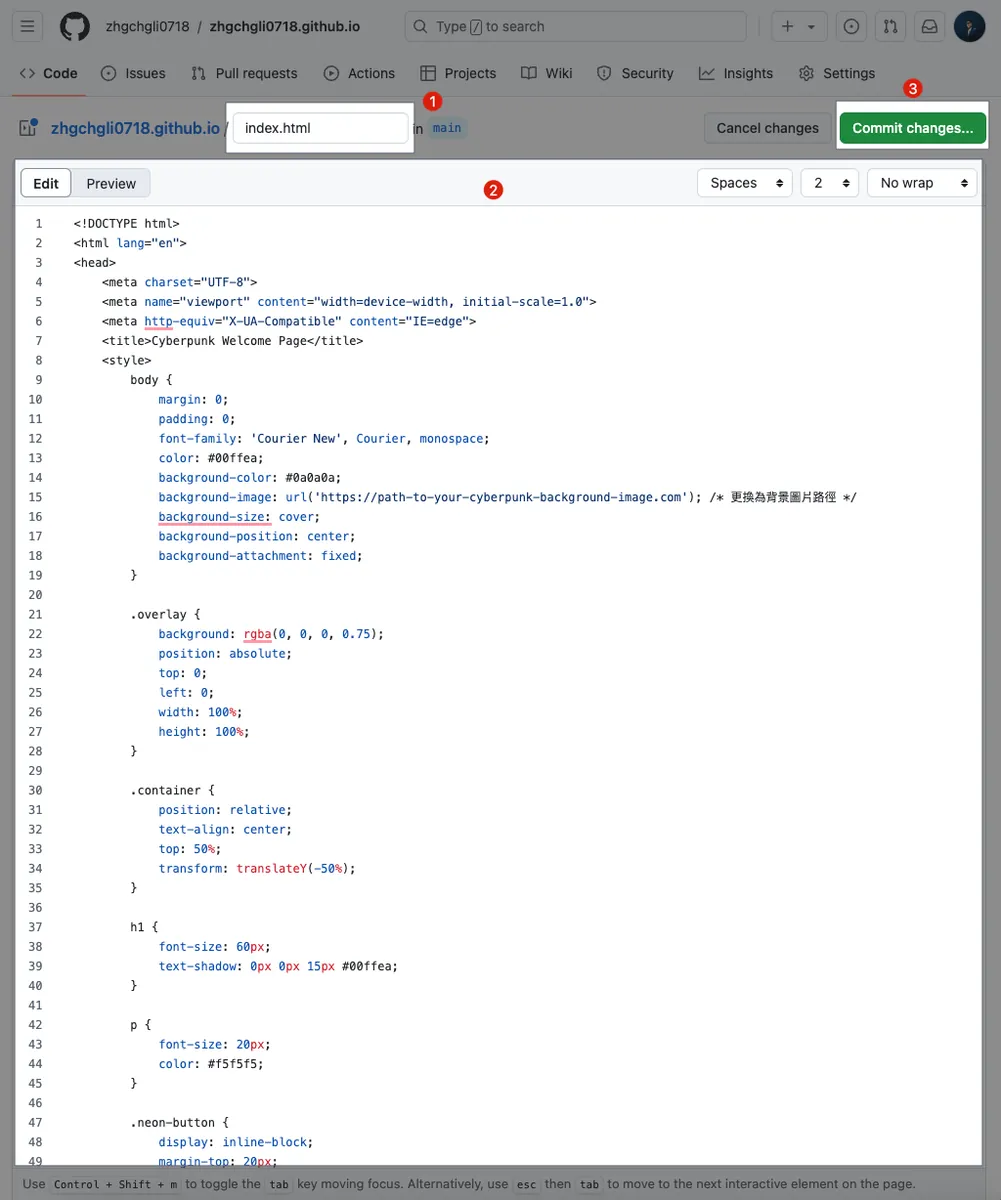 zhgchgli0718 / zhgchgli0718.github.io Type / to search
Code Issues Pull requests Actions Projects Wiki Security Insights Settings
1 3
zhgchgli0718.github.io / index.html in main Cancel changes Commit changes...
Edit Preview 2 Spaces 2 No wrap
1 <!DOCTYPE html>
2 <html lang="en">
3 <head>
4     <meta charset="UTF-8">
5     <meta name="viewport" content="width=device-width, initial-scale=1.0">
6     <meta http-equiv="X-UA-Compatible" content="IE=edge">
7     <title>Cyberpunk Welcome Page</title>
8     <style>
9         body {
10             margin: 0;
11             padding: 0;
12             font-family: 'Courier New', Courier, monospace;
13             color: #00ffea;
14             background-color: #0a0a0a;
15             background-image: url('https://path-to-your-cyberpunk-background-image.com'); /* 更換為背景圖片路徑 */
16             background-size: cover;
17             background-position: center;
18             background-attachment: fixed;
19         }
20
21         .overlay {
22             background: rgba(0, 0, 0, 0.75);
23             position: absolute;
24             top: 0;
25             left: 0;
26             width: 100%;
27             height: 100%;
28         }
29
30         .container {
31             position: relative;
32             text-align: center;
33             top: 50%;
34             transform: translateY(-50%);
35         }
36
37         h1 {
38             font-size: 60px;
39             text-shadow: 0px 0px 15px #00ffea;
40         }
41
42         p {
43             font-size: 20px;
44             color: #f5f5f5;
45         }
46
47         .neon-button {
48             display: inline-block;
49             margin-top: 20px;
Use Control + Shift + m to toggle the tab key moving focus. Alternatively, use esc then tab to move to the next interactive element on the page.